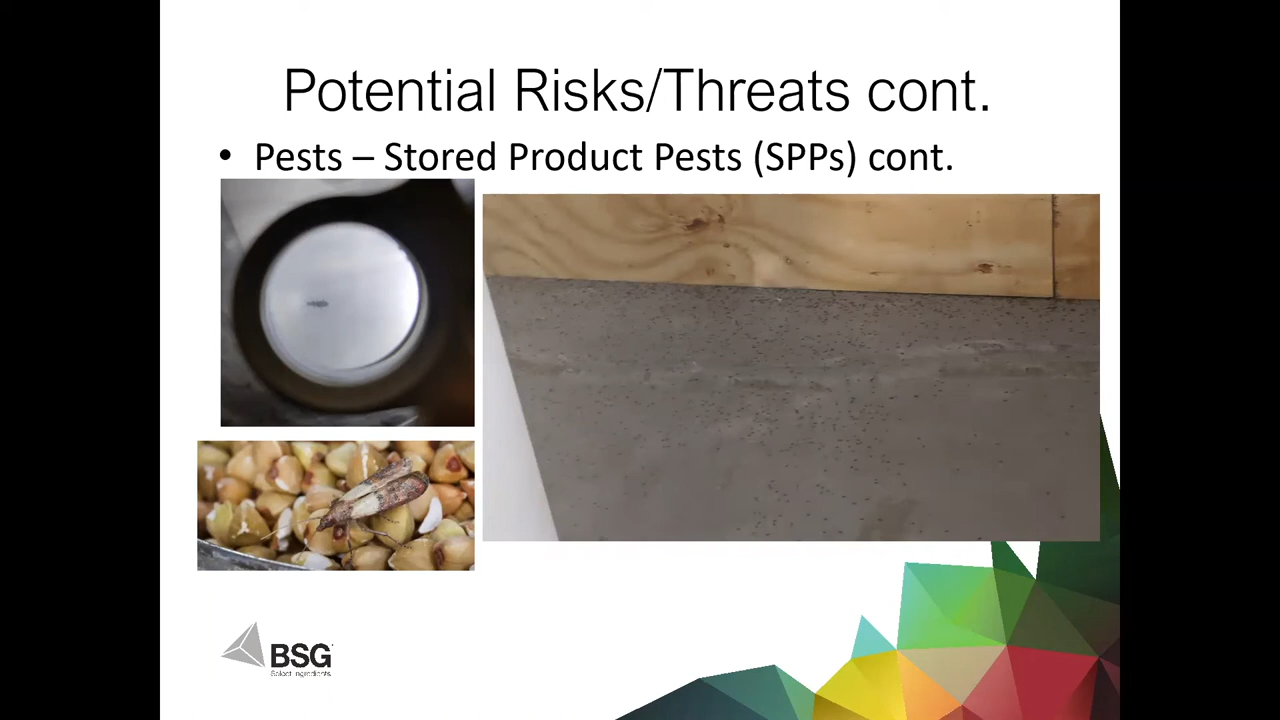 Potential Risks/Threats cont.
• Pests – Stored Product Pests (SPPs) cont.
BSG
Select Ingredients